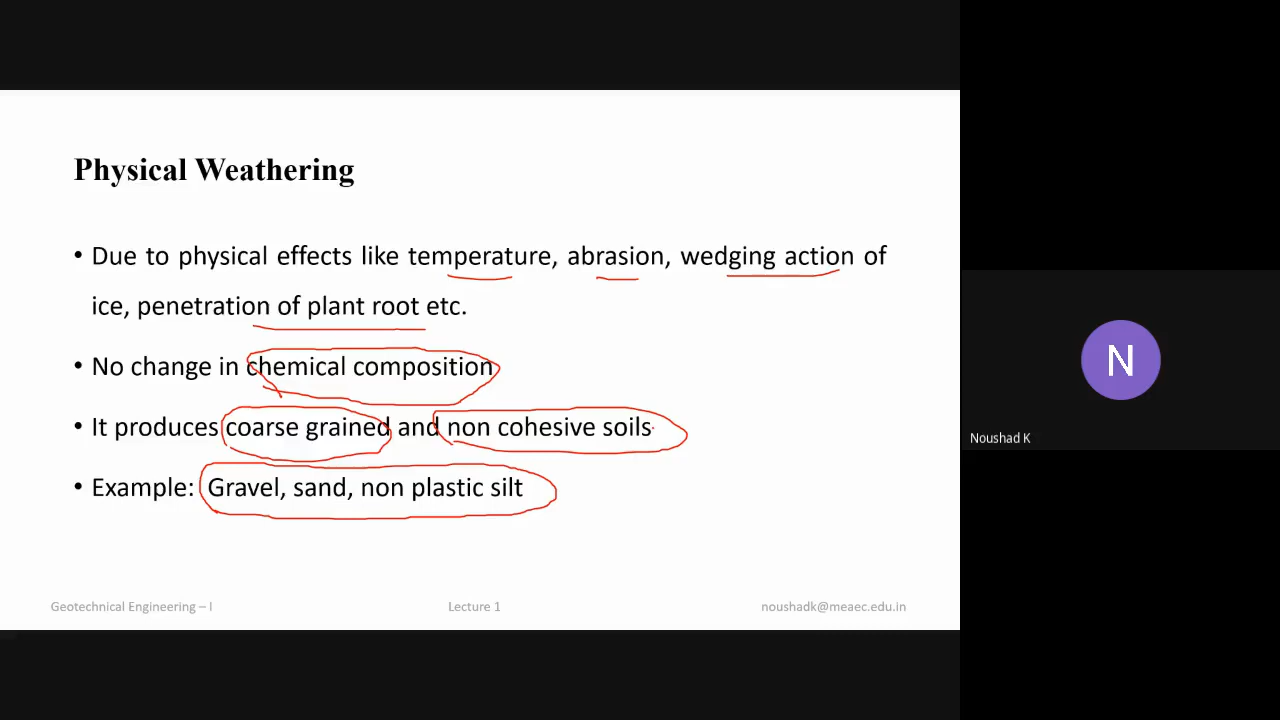 Physical Weathering
• Due to physical effects like temperature, abrasion, wedging action of
ice, penetration of plant root etc.
• No change in chemical composition
• It produces coarse grained and non cohesive soils
• Example: Gravel, sand, non plastic silt
Geotechnical Engineering – I
Lecture 1
noushadk@meaec.edu.in
N
Noushad K